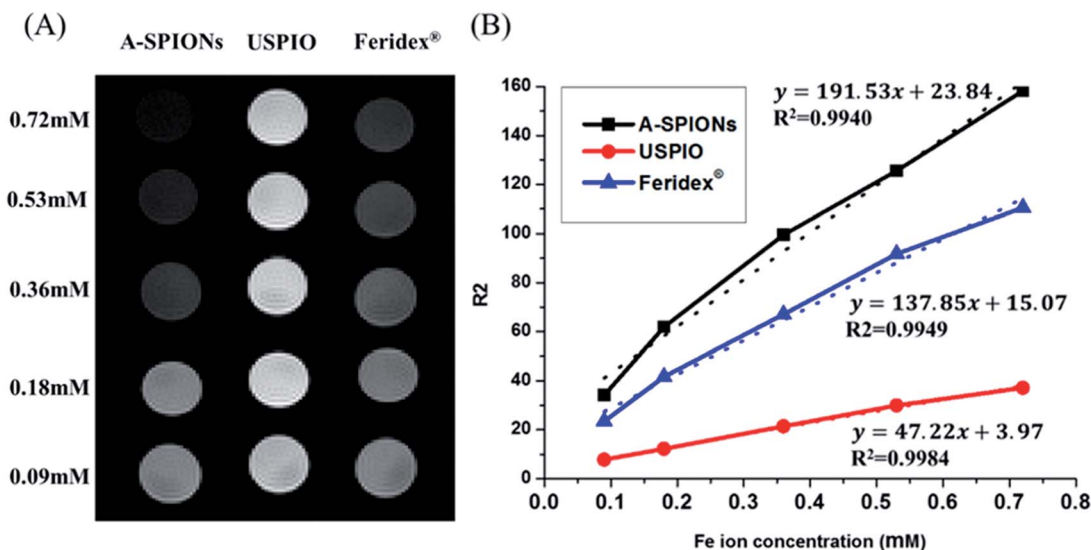 (A)
A-SPIONs USPIO Feridex®
0.72mM
0.53mM
0.36mM
0.18mM
0.09mM
(B)
160
140
120
100
80
60
40
20
0
R2
A-SPIONs
USPIO
Feridex®
y = 191.53x + 23.84
R²=0.9940
y = 137.85x + 15.07
R2=0.9949
y = 47.22x + 3.97
R²=0.9984
0.0 0.1 0.2 0.3 0.4 0.5 0.6 0.7 0.8
Fe ion concentration (mM)